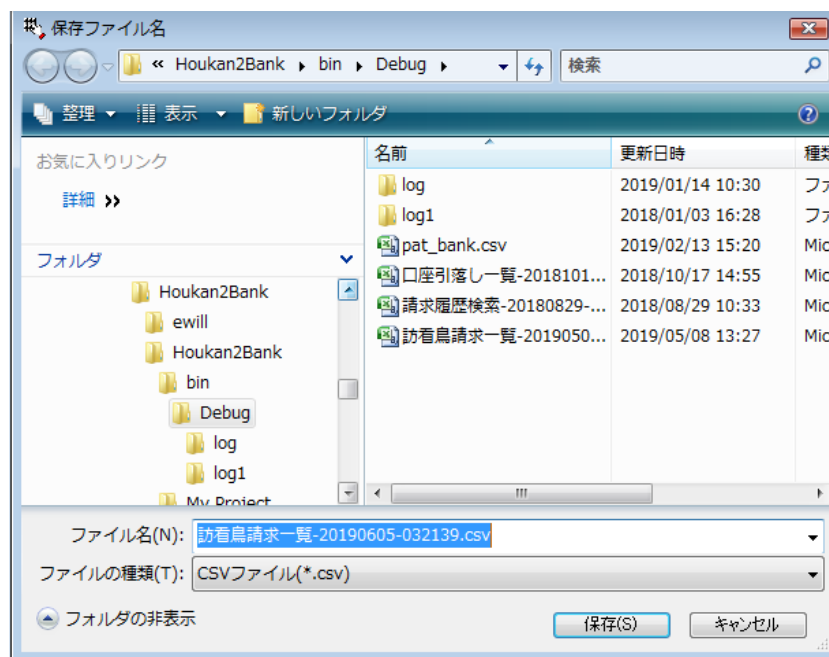 保存ファイル名
« Houkan2Bank ▸ bin ▸ Debug ▸ 検索
整理 表示 新しいフォルダ
お気に入りリンク
詳細 »
フォルダ
Houkan2Bank
ewill
Houkan2Bank
bin
Debug
log
log1
My Project
名前 更新日時 種類
log 2019/01/14 10:30 ファ
log1 2018/01/03 16:28 ファ
pat_bank.csv 2019/02/13 15:20 Mic
口座引落し一覧-2018101... 2018/10/17 14:55 Mic
請求履歴検索-20180829-... 2018/08/29 10:33 Mic
訪看鳥請求一覧-2019050... 2019/05/08 13:27 Mic
ファイル名(N): 訪看鳥請求一覧-20190605-032139.csv
ファイルの種類(T): CSVファイル(*.csv)
フォルダの非表示 保存(S) キャンセル